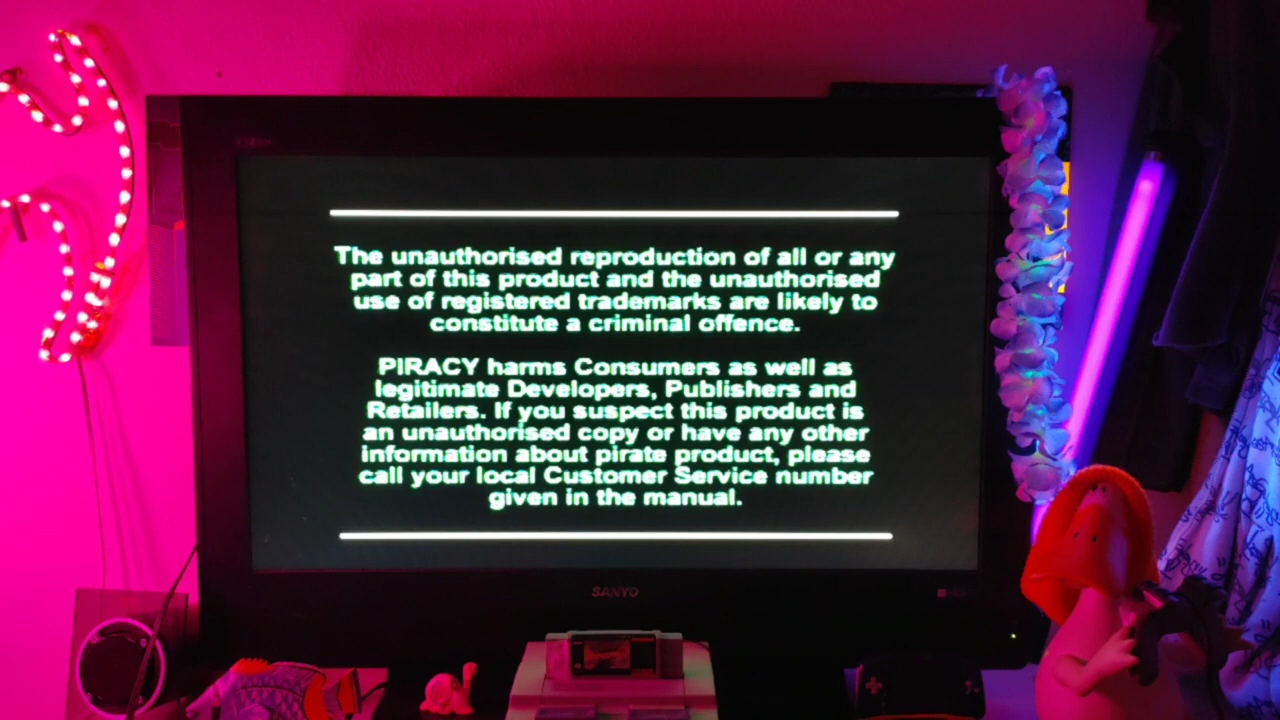 The unauthorised reproduction of all or any
part of this product and the unauthorised
use of registered trademarks are likely to
constitute a criminal offence.
PIRACY harms Consumers as well as
legitimate Developers, Publishers and
Retailers. If you suspect this product is
an unauthorised copy or have any other
information about pirate product, please
call your local Customer Service number
given in the manual.
SANYO